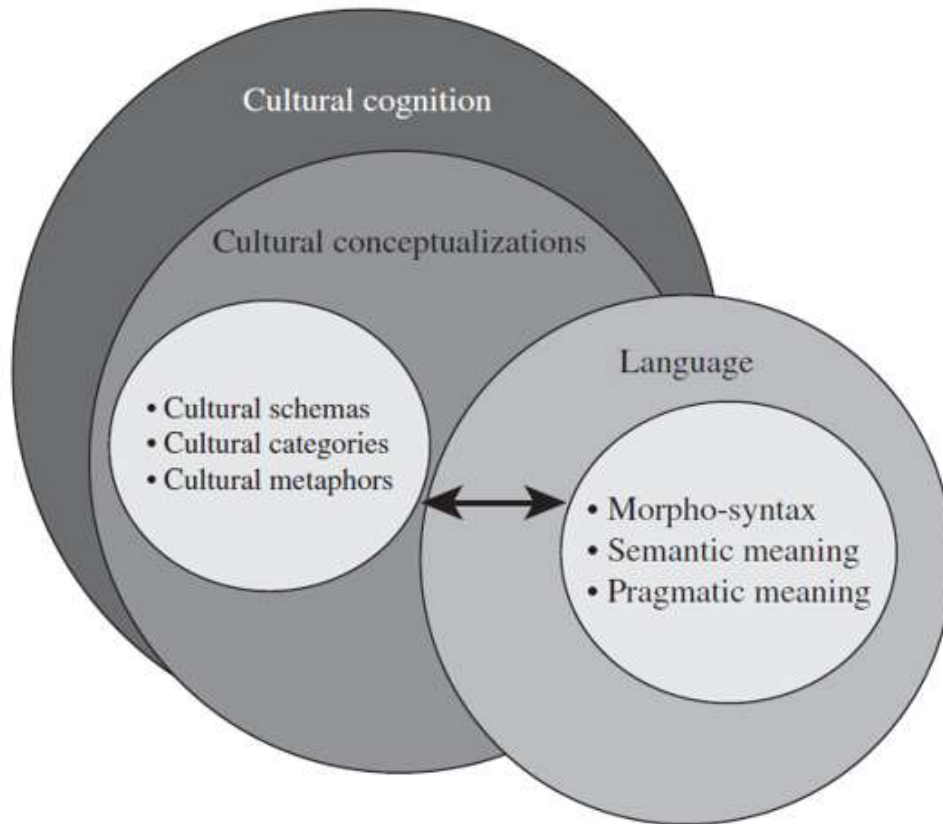 Cultural cognition
Cultural conceptualizations
Language
• Cultural schemas
• Cultural categories
• Cultural metaphors
• Morpho-syntax
• Semantic meaning
• Pragmatic meaning